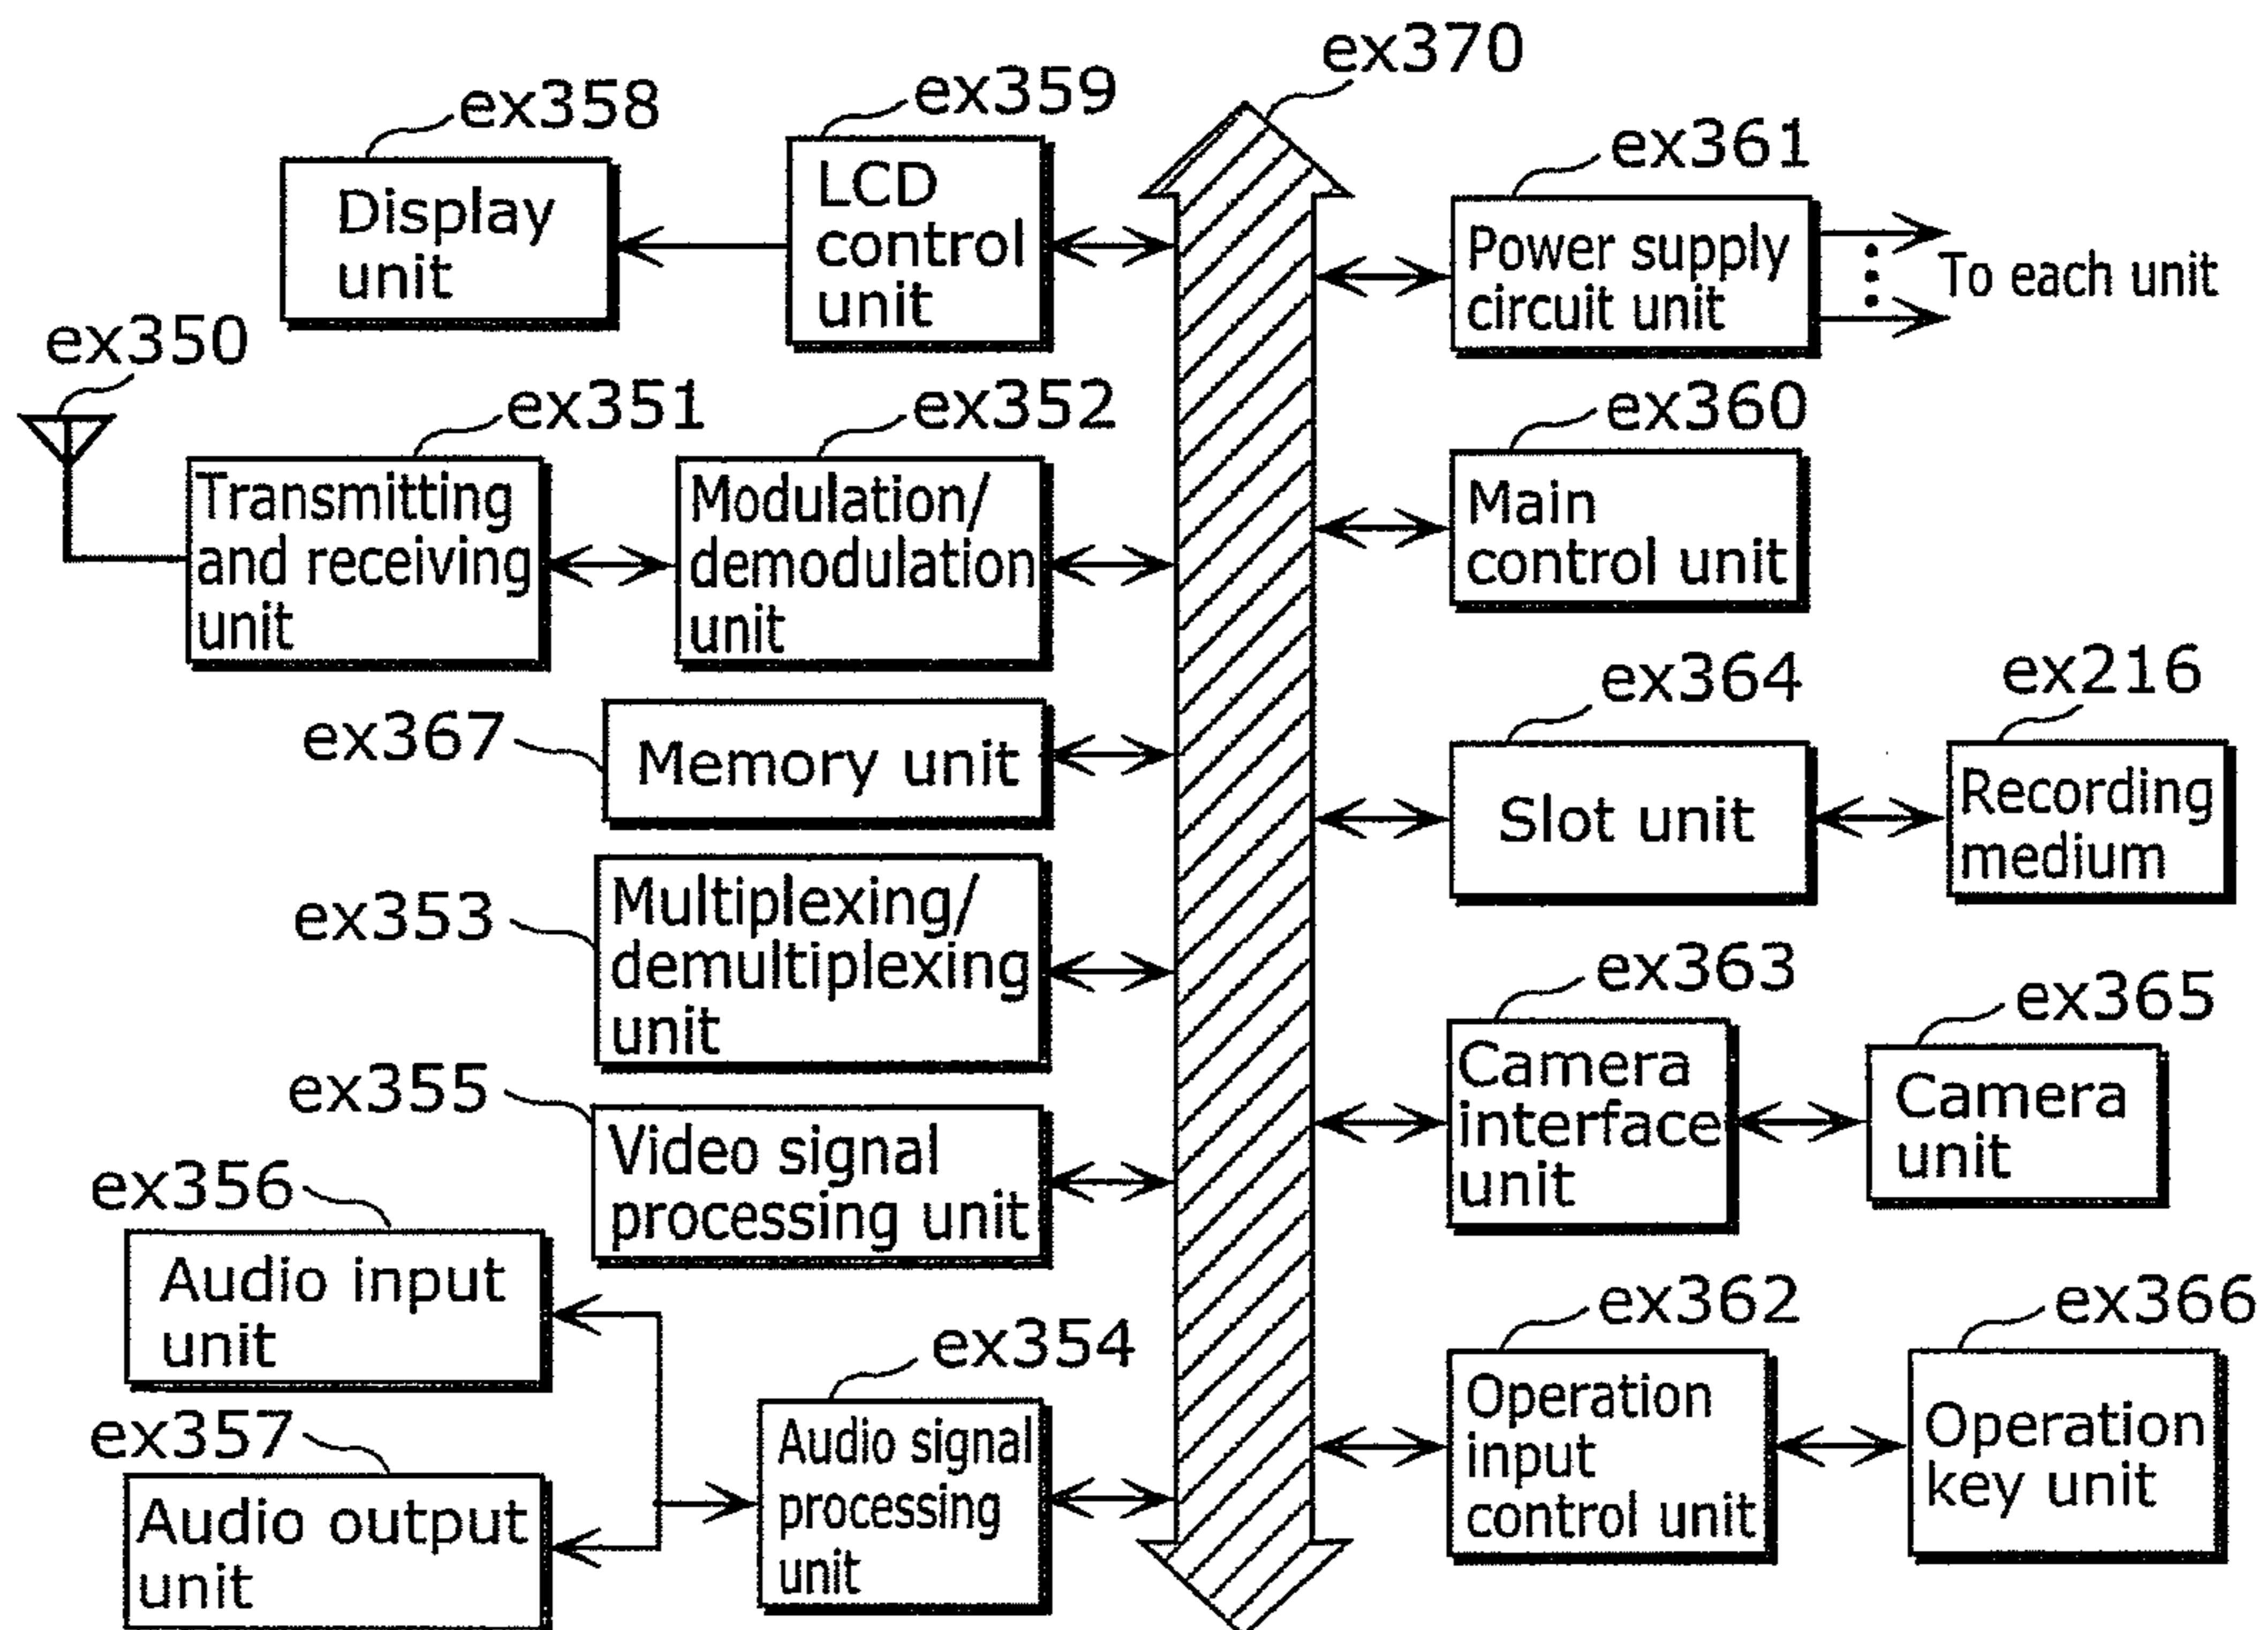 ex370
ex358
ex359
ex361
Display
unit
LCD
control
unit
Power supply
circuit unit
To each unit
ex350
ex351
ex352
ex360
Transmitting
and receiving
unit
Modulation/
demodulation
unit
Main
control unit
ex367
Memory unit
ex364
ex216
Slot unit
Recording
medium
ex353
Multiplexing/
demultiplexing
unit
ex363
ex365
Camera
interface
unit
Camera
unit
ex355
Video signal
processing unit
ex356
Audio input
unit
ex362
ex366
Operation
input
control unit
Operation
key unit
ex357
Audio output
unit
ex354
Audio signal
processing
unit